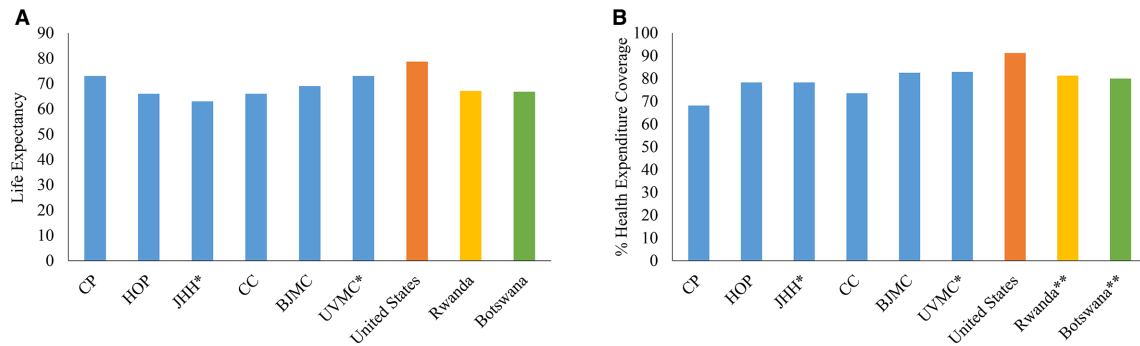 A
Life Expectancy
90
80
70
60
50
40
30
20
10
0
CP
HOP
JHH*
CC
BJMC
UVMC*
United States
Rwanda
Botswana
B
% Health Expenditure Coverage
100
90
80
70
60
50
40
30
20
10
0
CP
HOP
JHH*
CC
BJMC
UVMC*
United States
Rwanda**
Botswana**